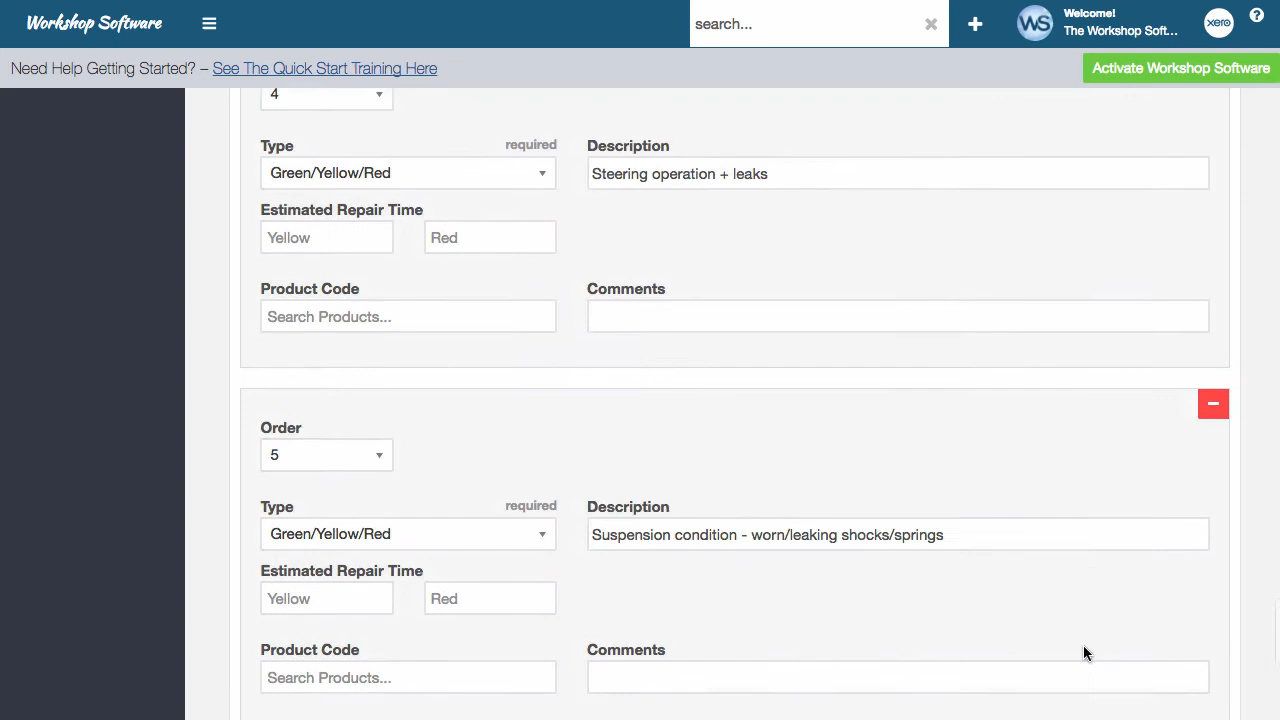 Workshop Software
search...
WS
Welcome!
The Workshop Soft...
xero
?
Need Help Getting Started? – See The Quick Start Training Here
Activate Workshop Software
4
Type
required
Description
Green/Yellow/Red
Steering operation + leaks
Estimated Repair Time
Yellow
Red
Product Code
Comments
Search Products...
Order
5
Type
required
Description
Green/Yellow/Red
Suspension condition - worn/leaking shocks/springs
Estimated Repair Time
Yellow
Red
Product Code
Comments
Search Products...